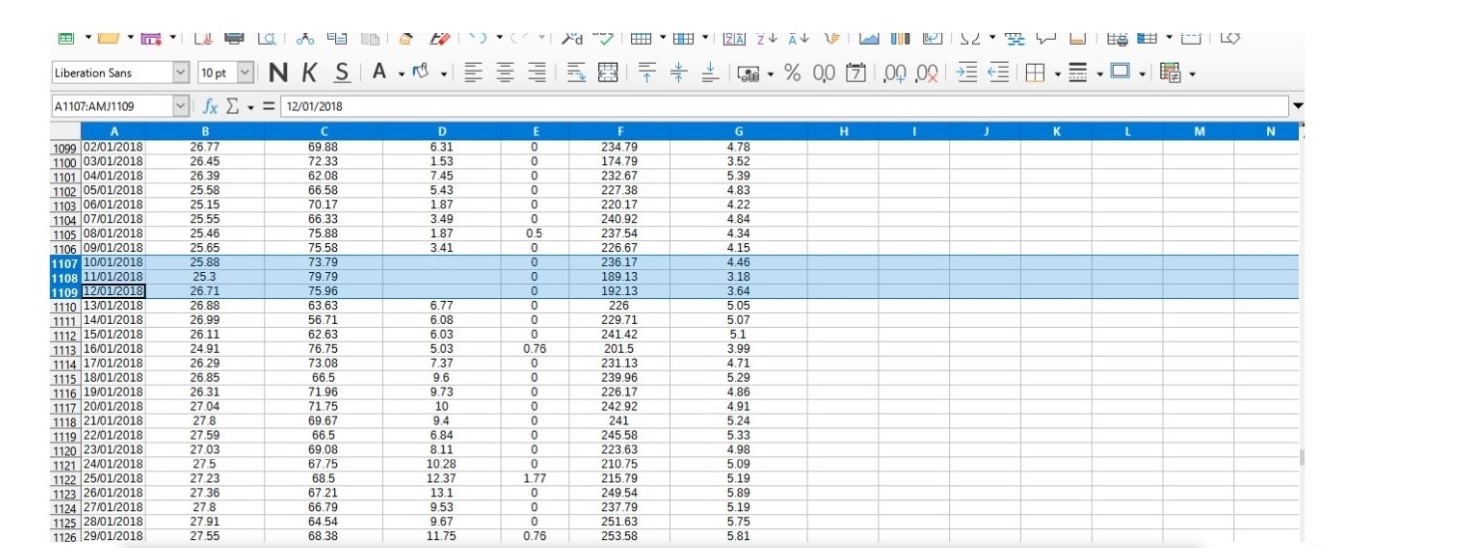 Liberation Sans 10 pt N K S A % 0,0 7 ,00 ,00
A1107:AMJ1109 fx Σ = 12/01/2018
A B C D E F G H I J K L M N
1099 02/01/2018 26.77 69.88 6.31 0 234.79 4.78
1100 03/01/2018 26.45 72.33 1.53 0 174.79 3.52
1101 04/01/2018 26.39 62.08 7.45 0 232.67 5.39
1102 05/01/2018 25.58 66.58 5.43 0 227.38 4.83
1103 06/01/2018 25.15 70.17 1.87 0 220.17 4.22
1104 07/01/2018 25.55 66.33 3.49 0 240.92 4.84
1105 08/01/2018 25.46 75.88 1.87 0.5 237.54 4.34
1106 09/01/2018 25.65 75.58 3.41 0 226.67 4.15
1107 10/01/2018 25.88 73.79 0 236.17 4.46
1108 11/01/2018 25.3 79.79 0 189.13 3.18
1109 12/01/2018 26.71 75.96 0 192.13 3.64
1110 13/01/2018 26.88 63.63 6.77 0 226 5.05
1111 14/01/2018 26.99 56.71 6.08 0 229.71 5.07
1112 15/01/2018 26.11 62.63 6.03 0 241.42 5.1
1113 16/01/2018 24.91 76.75 5.03 0.76 201.5 3.99
1114 17/01/2018 26.29 73.08 7.37 0 231.13 4.71
1115 18/01/2018 26.85 66.5 9.6 0 239.96 5.29
1116 19/01/2018 26.31 71.96 9.73 0 226.17 4.86
1117 20/01/2018 27.04 71.75 10 0 242.92 4.91
1118 21/01/2018 27.8 69.67 9.4 0 241 5.24
1119 22/01/2018 27.59 66.5 6.84 0 245.58 5.33
1120 23/01/2018 27.03 69.08 8.11 0 223.63 4.98
1121 24/01/2018 27.5 67.75 10.28 0 210.75 5.09
1122 25/01/2018 27.23 68.5 12.37 1.77 215.79 5.19
1123 26/01/2018 27.36 67.21 13.1 0 249.54 5.89
1124 27/01/2018 27.8 66.79 9.53 0 237.79 5.19
1125 28/01/2018 27.91 64.54 9.67 0 251.63 5.75
1126 29/01/2018 27.55 68.38 11.75 0.76 253.58 5.81